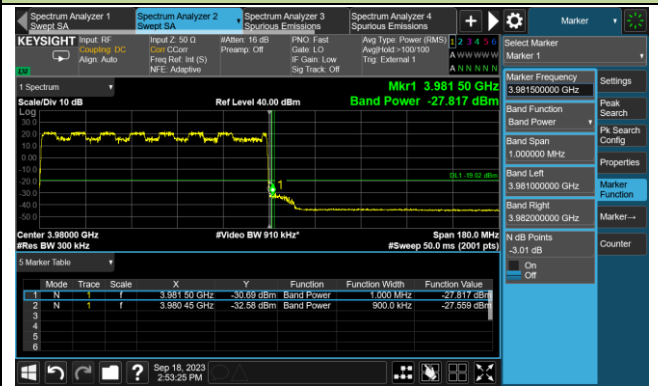 Spectrum Analyzer 1
Swept SA
Spectrum Analyzer 2
Swept SA
Spectrum Analyzer 3
Spurious Emissions
Spectrum Analyzer 4
Spurious Emissions
+
Marker
KEYSIGHT
Input: RF
Coupling: DC
Align: Auto
Input Z: 50 Ω
Corr CCorr
Freq Ref: Int (S)
NFE: Adaptive
#Atten: 16 dB
Preamp: Off
PNO: Fast
Gate: LO
IF Gain: Low
Sig Track: Off
Avg Type: Power (RMS)
Avg|Hold:>100/100
Trig: External 1
1 2 3 4 5 6
A W W W W W
A N N N N N
LW
1 Spectrum
Scale/Div 10 dB
Log
Ref Level 40.00 dBm
Mkr1 3.981 50 GHz
Band Power -27.817 dBm
30.0
20.0
10.0
0.00
-10.0
-20.0
-30.0
-40.0
-50.0
1
DL1 -19.02 dBm
Center 3.98000 GHz
#Video BW 910 kHz*
Span 180.0 MHz
#Res BW 300 kHz
#Sweep 50.0 ms (2001 pts)
5 Marker Table
Mode Trace Scale X Y Function Function Width Function Value
1 N 1 f 3.981 50 GHz -30.69 dBm Band Power 1.000 MHz -27.817 dBm
2 N 1 f 3.980 45 GHz -32.58 dBm Band Power 900.0 kHz -27.559 dBm
3
4
5
6
Select Marker
Marker 1
Marker Frequency
3.981500000 GHz
Band Function
Band Power
Band Span
1.000000 MHz
Band Left
3.981000000 GHz
Band Right
3.982000000 GHz
N dB Points
-3.01 dB
On
Off
Settings
Peak
Search
Pk Search
Config
Properties
Marker
Function
Marker→
Counter
?
Sep 18, 2023
2:53:25 PM